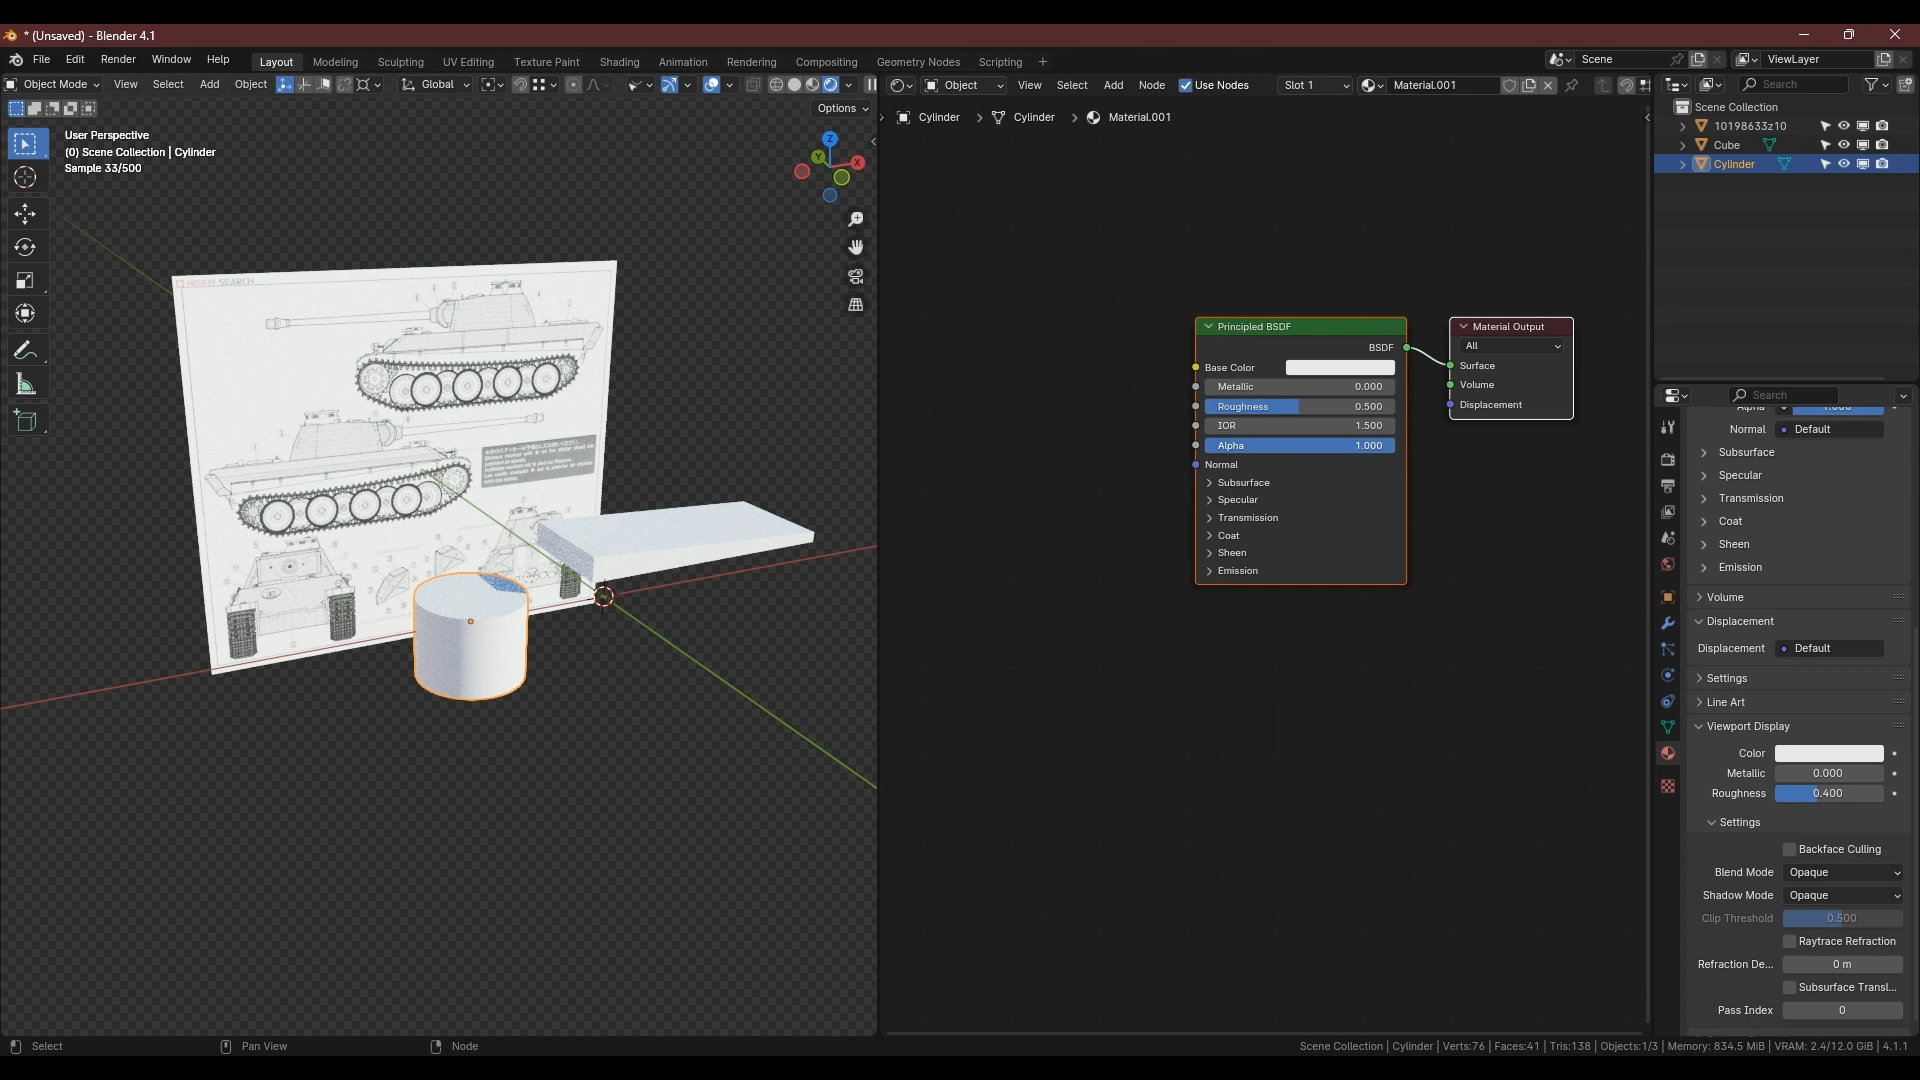 * (Unsaved) - Blender 4.1
File Edit Render Window Help Layout Modeling Sculpting UV Editing Texture Paint Shading Animation Rendering Compositing Geometry Nodes Scripting + Scene ViewLayer
Object Mode View Select Add Object Global Object View Select Add Node Use Nodes Slot 1 Material.001 Search
Options
User Perspective
(0) Scene Collection | Cylinder
Sample 33/500
Z
Y
X
HOBBY SEARCH
Cylinder > Cylinder > Material.001
Principled BSDF
BSDF
Base Color
Metallic 0.000
Roughness 0.500
IOR 1.500
Alpha 1.000
Normal
Subsurface
Specular
Transmission
Coat
Sheen
Emission
Material Output
All
Surface
Volume
Displacement
Scene Collection
10198633z10
Cube
Cylinder
Search
Alpha 1.000
Normal Default
Subsurface
Specular
Transmission
Coat
Sheen
Emission
Volume
Displacement
Displacement Default
Settings
Line Art
Viewport Display
Color
Metallic 0.000
Roughness 0.400
Settings
Backface Culling
Blend Mode Opaque
Shadow Mode Opaque
Clip Threshold 0.500
Raytrace Refraction
Refraction De... 0 m
Subsurface Transl...
Pass Index 0
Select Pan View Node Scene Collection | Cylinder | Verts:76 | Faces:41 | Tris:138 | Objects:1/3 | Memory: 834.5 MiB | VRAM: 2.4/12.0 GiB | 4.1.1